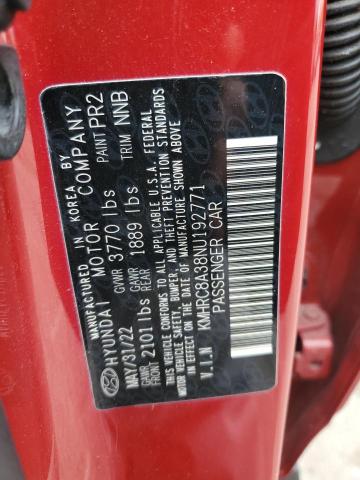 MANUFACTURED IN KOREA BY
HYUNDAI MOTOR COMPANY
MAY/31/22 GVWR 3770 lbs PAINT PR2
GAWR FRONT 2101 lbs GAWR REAR 1889 lbs TRIM NNB
THIS VEHICLE CONFORMS TO ALL APPLICABLE U.S.A. FEDERAL
MOTOR VEHICLE SAFETY, BUMPER, AND THEFT PREVENTION STANDARDS
IN EFFECT ON THE DATE OF MANUFACTURE SHOWN ABOVE
V.I.N KMHRC8A38NU192771
PASSENGER CAR